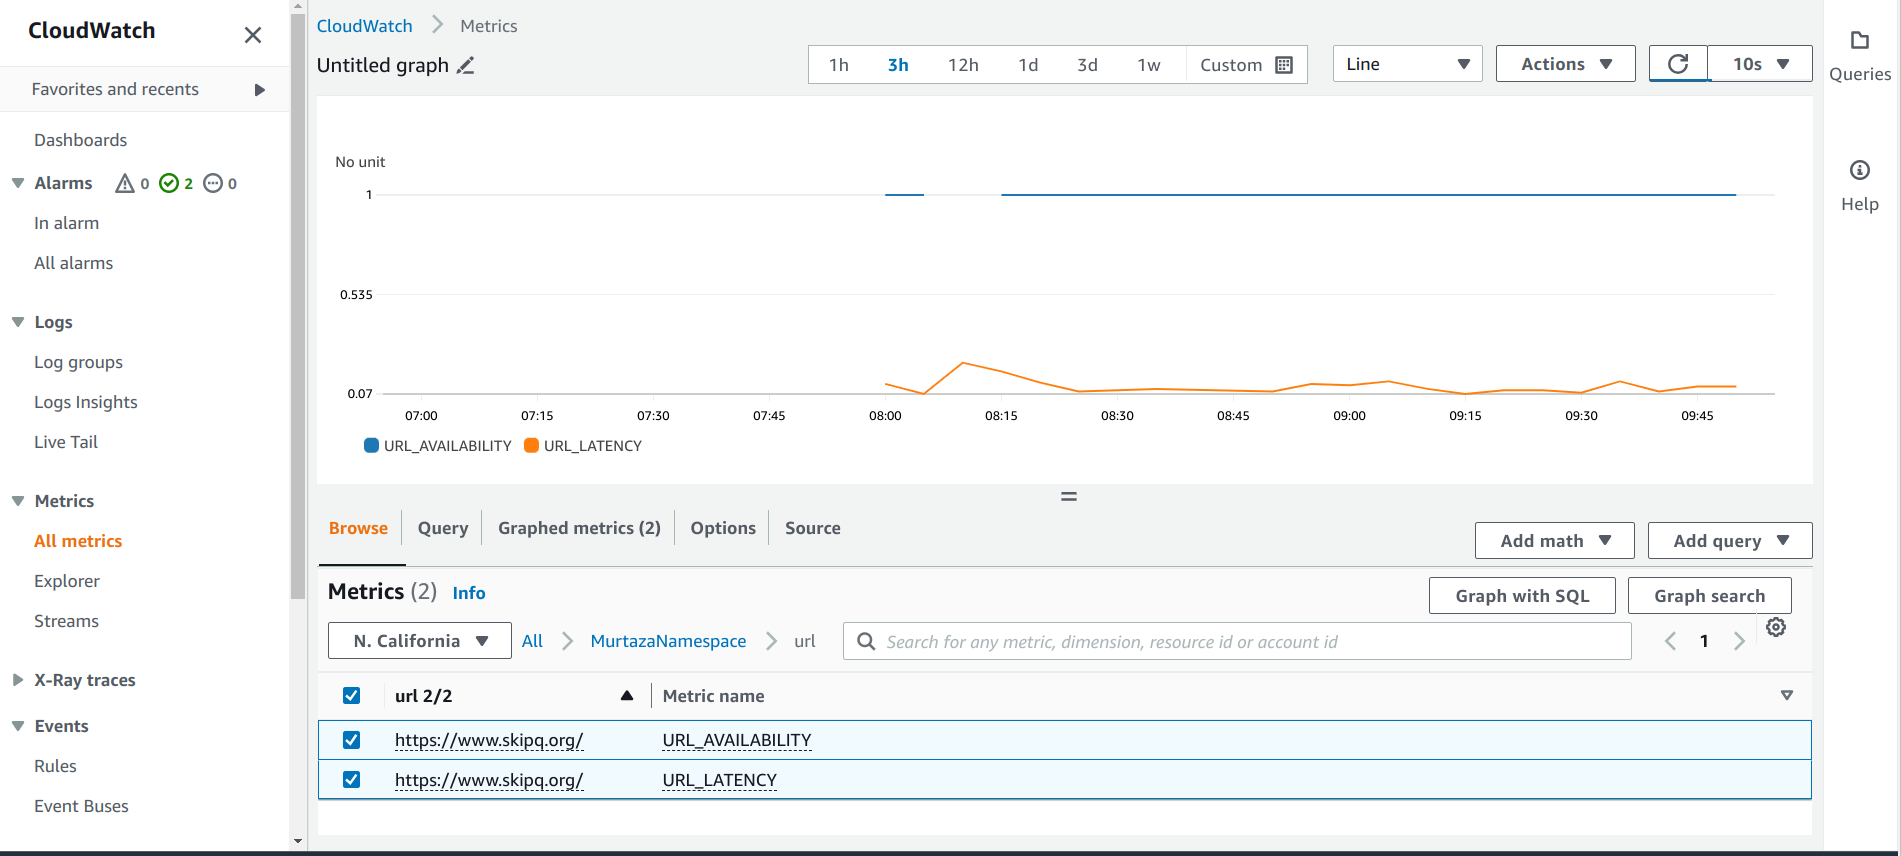 CloudWatch
Favorites and recents
Dashboards
Alarms 0 2 0
In alarm
All alarms
Logs
Log groups
Logs Insights
Live Tail
Metrics
All metrics
Explorer
Streams
X-Ray traces
Events
Rules
Event Buses
CloudWatch Metrics
Untitled graph
1h 3h 12h 1d 3d 1w Custom
Line
Actions
10s
No unit
1
0.535
0.07
07:00 07:15 07:30 07:45 08:00 08:15 08:30 08:45 09:00 09:15 09:30 09:45
URL_AVAILABILITY URL_LATENCY
Browse Query Graphed metrics (2) Options Source
Add math Add query
Metrics (2) Info
Graph with SQL Graph search
N. California All MurtazaNamespace url Search for any metric, dimension, resource id or account id 1
url 2/2 Metric name
https://www.skipq.org/ URL_AVAILABILITY
https://www.skipq.org/ URL_LATENCY
Queries
Help